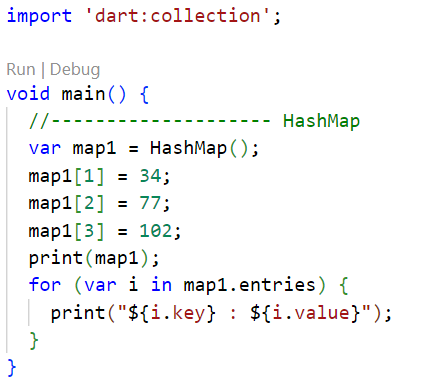 import 'dart:collection';
Run | Debug
void main() {
  //-------------------- HashMap
  var map1 = HashMap();
  map1[1] = 34;
  map1[2] = 77;
  map1[3] = 102;
  print(map1);
  for (var i in map1.entries) {
    print("${i.key} : ${i.value}");
  }
}